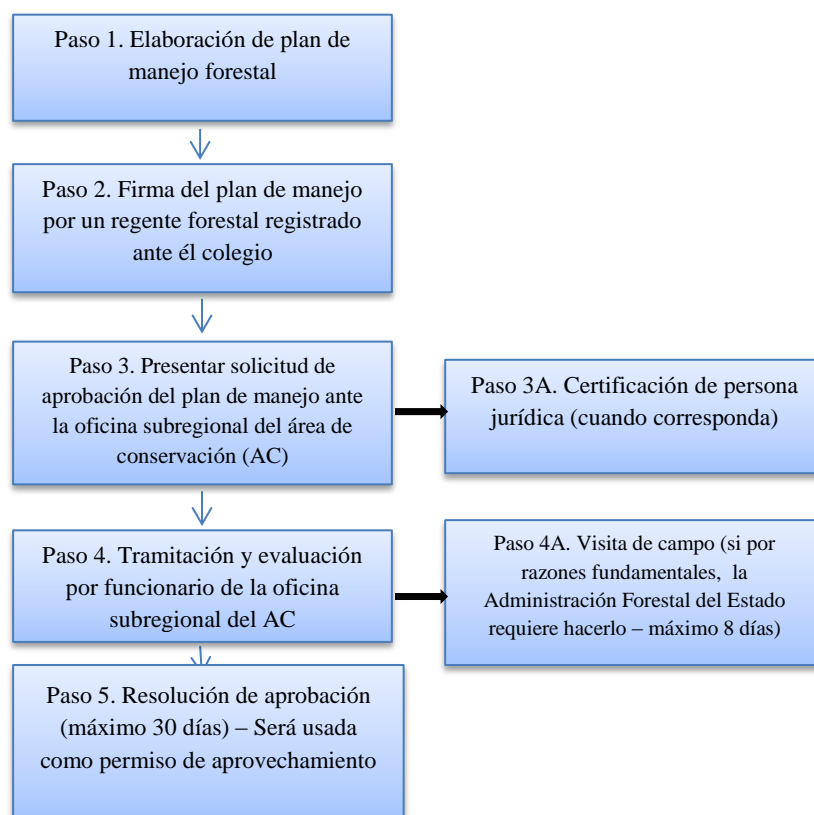 Paso 1. Elaboración de plan de
manejo forestal
Paso 2. Firma del plan de manejo
por un regente forestal registrado
ante él colegio
Paso 3. Presentar solicitud de
aprobación del plan de manejo ante
la oficina subregional del área de
conservación (AC)
Paso 3A. Certificación de persona
jurídica (cuando corresponda)
Paso 4. Tramitación y evaluación
por funcionario de la oficina
subregional del AC
Paso 4A. Visita de campo (si por
razones fundamentales, la
Administración Forestal del Estado
requiere hacerlo – máximo 8 días)
Paso 5. Resolución de aprobación
(máximo 30 días) – Será usada
como permiso de aprovechamiento